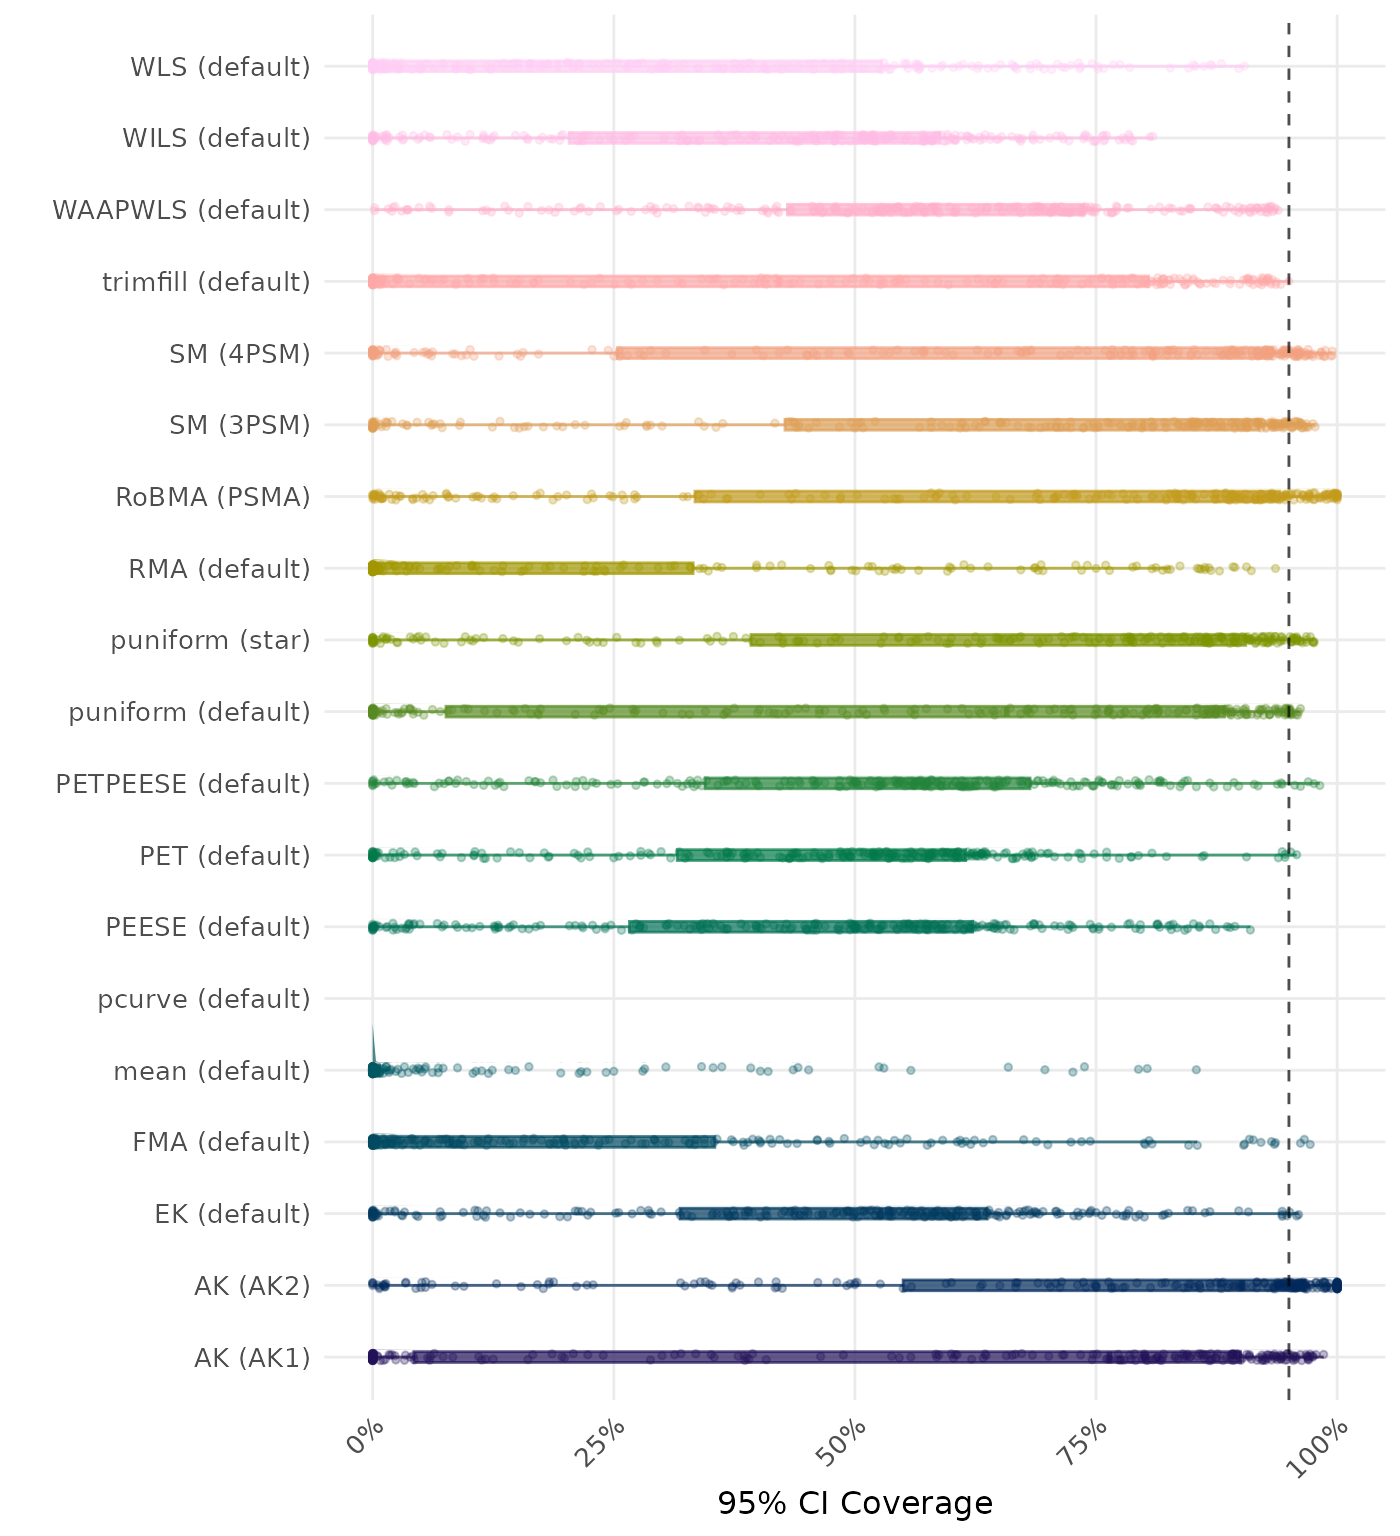 WLS (default)
WILS (default)
WAAPWLS (default)
trimfill (default)
SM (4PSM)
SM (3PSM)
RoBMA (PSMA)
RMA (default)
puniform (star)
puniform (default)
PETPEESE (default)
PET (default)
PEESE (default)
pcurve (default)
mean (default)
FMA (default)
EK (default)
AK (AK2)
AK (AK1)
0% 25% 50% 75% 100%
95% CI Coverage